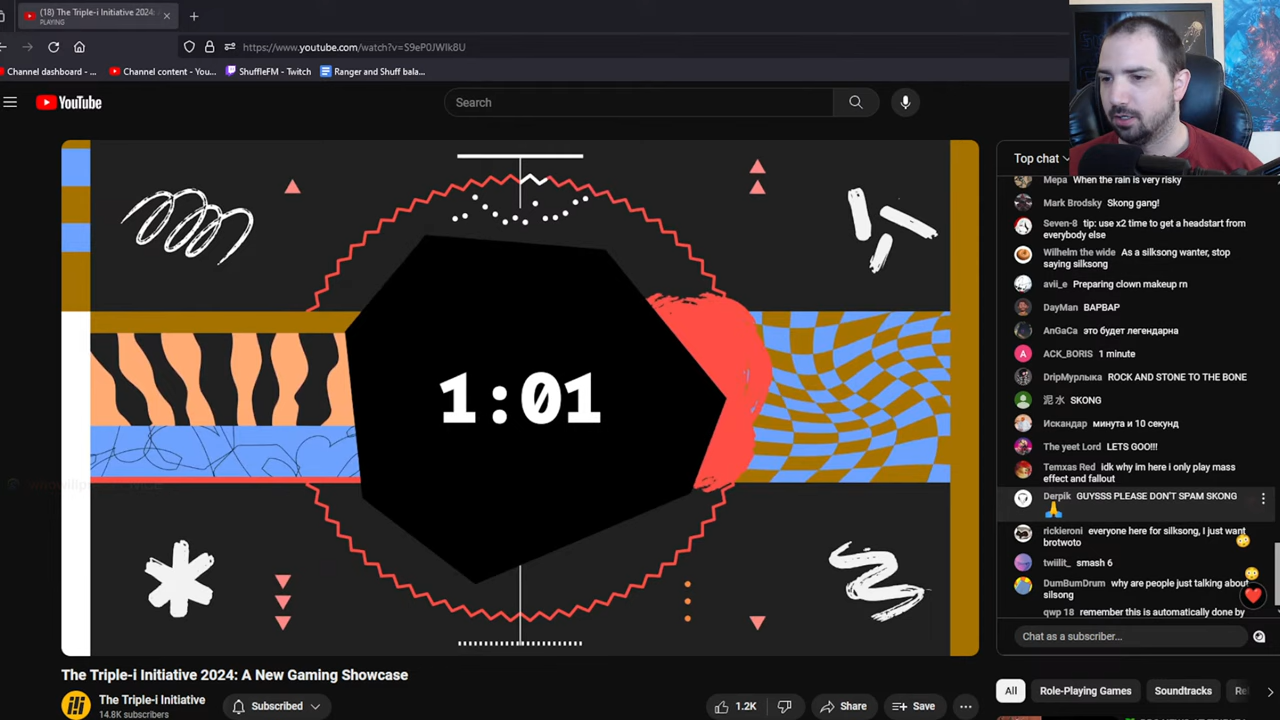 (18) The Triple-i Initiative 2024:
PLAYING
https://www.youtube.com/watch?v=S9eP0JWlk8U
Channel dashboard - ...
Channel content - You...
ShuffleFM - Twitch
Ranger and Shuff bala...
YouTube
Search
1:01
Top chat
Mepa When the rain is very risky
Mark Brodsky Skong gang!
Seven-8 tip: use x2 time to get a headstart from
everybody else
Wilhelm the wide As a silksong wanter, stop
saying silksong
avii_e Preparing clown makeup rn
DayMan BAPBAP
AnGaCa это будет легендарна
ACK_BORIS 1 minute
DripМурлыка ROCK AND STONE TO THE BONE
泥 水 SKONG
Искандар минута и 10 секунд
The yeet Lord LETS GOO!!!
Temxas Red idk why im here i only play mass
effect and fallout
Derpik GUYSSS PLEASE DON'T SPAM SKONG
rickleroni everyone here for silksong, I just want
brotwoto
twiilit_ smash 6
DumBumDrum why are people just talking about
silsong
qwp 18 remember this is automatically done by
Chat as a subscriber...
The Triple-i Initiative 2024: A New Gaming Showcase
The Triple-i Initiative
14.8K subscribers
Subscribed
1.2K
Share
Save
All
Role-Playing Games
Soundtracks